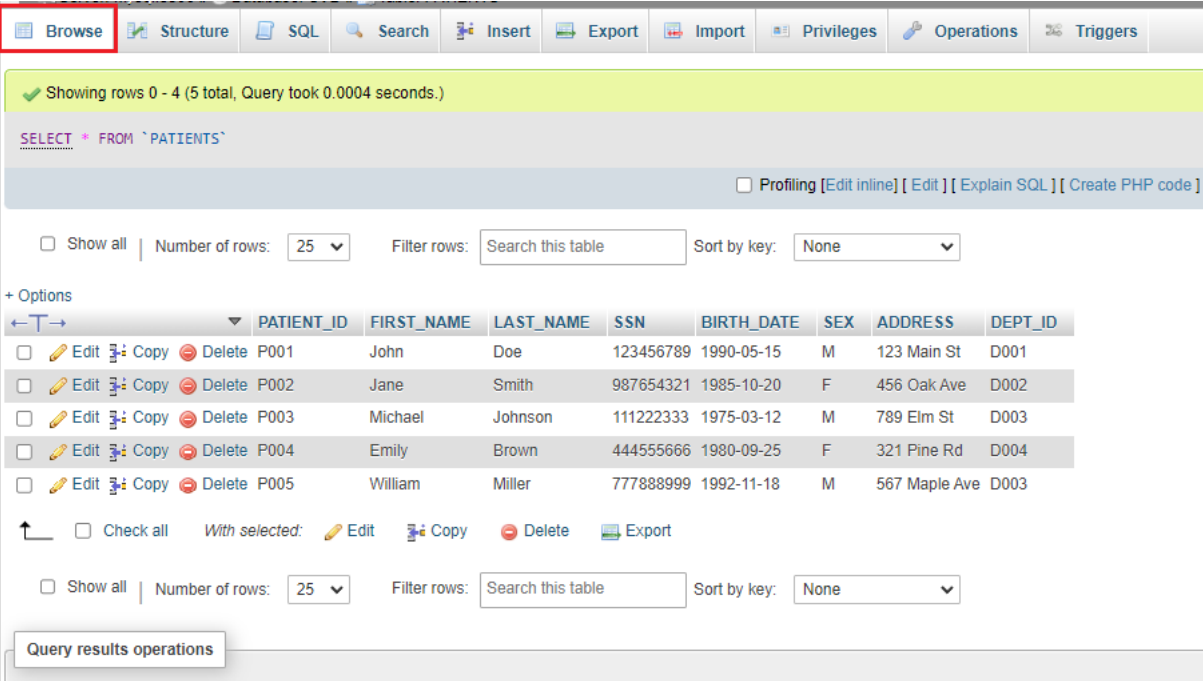 Browse Structure SQL Search Insert Export Import Privileges Operations Triggers
Showing rows 0 - 4 (5 total, Query took 0.0004 seconds.)
SELECT * FROM `PATIENTS`
Profiling [Edit inline] [ Edit ] [ Explain SQL ] [ Create PHP code ]
Show all | Number of rows: 25 Filter rows: Search this table Sort by key: None
+ Options
←T→ PATIENT_ID FIRST_NAME LAST_NAME SSN BIRTH_DATE SEX ADDRESS DEPT_ID
Edit Copy Delete P001 John Doe 123456789 1990-05-15 M 123 Main St D001
Edit Copy Delete P002 Jane Smith 987654321 1985-10-20 F 456 Oak Ave D002
Edit Copy Delete P003 Michael Johnson 111222333 1975-03-12 M 789 Elm St D003
Edit Copy Delete P004 Emily Brown 444555666 1980-09-25 F 321 Pine Rd D004
Edit Copy Delete P005 William Miller 777888999 1992-11-18 M 567 Maple Ave D003
Check all With selected: Edit Copy Delete Export
Show all | Number of rows: 25 Filter rows: Search this table Sort by key: None
Query results operations